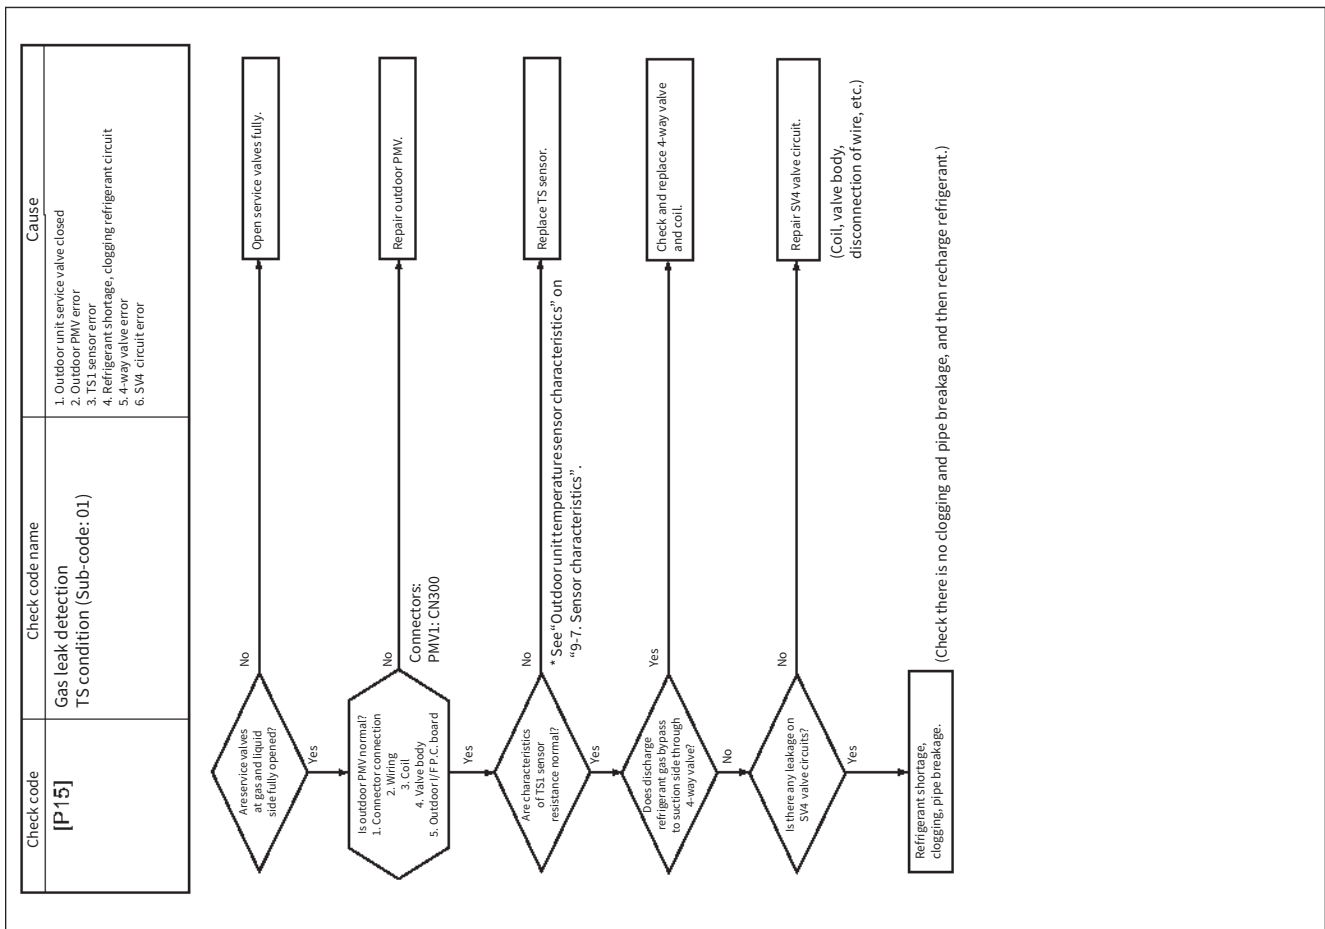 Check code
Check code name
Cause
[P15]
Gas leak detection
TS condition (Sub-code: 01)
1. Outdoor unit service valve closed
2. Outdoor PMV error
3. TS1 sensor error
4. Refrigerant shortage, clogging refrigerant circuit
5. 4-way valve error
6. SV4 circuit error
Are service valves
at gas and liquid
side fully opened?
No
Open service valves fully.
Yes
Is outdoor PMV normal?
1. Connector connection
2. Wiring
3. Coil
4. Valve body
5. Outdoor I/F P.C. board
No
Repair outdoor PMV.
Connectors:
PMV1: CN300
Yes
Are characteristics
of TS1 sensor
resistance normal?
No
Replace TS sensor.
* See “Outdoor unit temperature sensor characteristics” on
“9-7. Sensor characteristics”.
Yes
Does discharge
refrigerant gas bypass
to suction side through
4-way valve?
Yes
Check and replace 4-way valve
and coil.
No
Is there any leakage on
SV4 valve circuits?
No
Repair SV4 valve circuit.
(Coil, valve body,
disconnection of wire, etc.)
Yes
Refrigerant shortage,
clogging, pipe breakage.
(Check there is no clogging and pipe breakage, and then recharge refrigerant.)